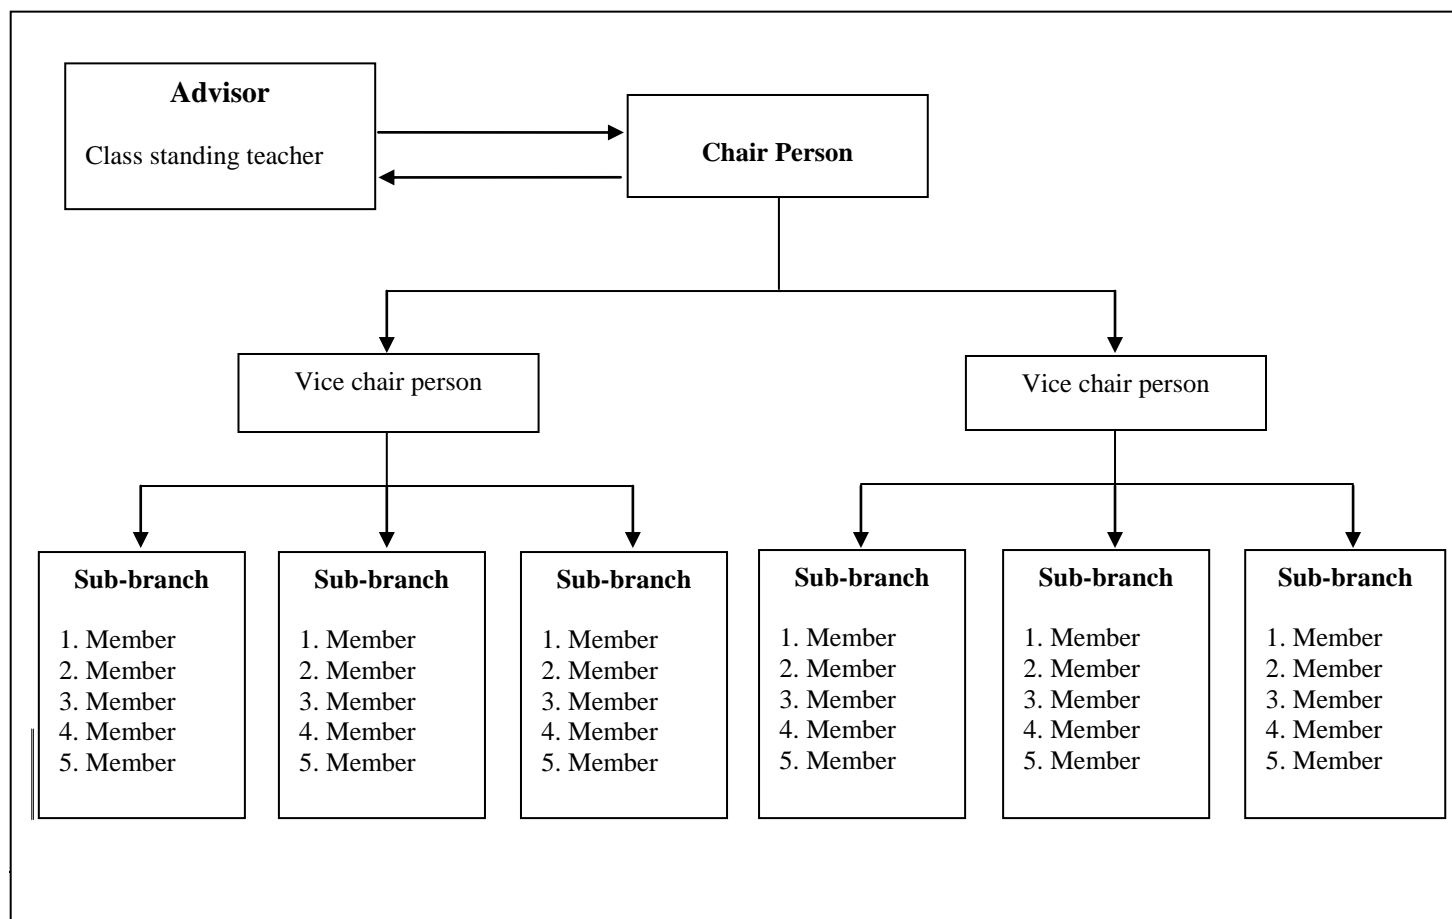 Advisor
Class standing teacher
Chair Person
Vice chair person
Vice chair person
Sub-branch
1. Member
2. Member
3. Member
4. Member
5. Member
Sub-branch
1. Member
2. Member
3. Member
4. Member
5. Member
Sub-branch
1. Member
2. Member
3. Member
4. Member
5. Member
Sub-branch
1. Member
2. Member
3. Member
4. Member
5. Member
Sub-branch
1. Member
2. Member
3. Member
4. Member
5. Member
Sub-branch
1. Member
2. Member
3. Member
4. Member
5. Member